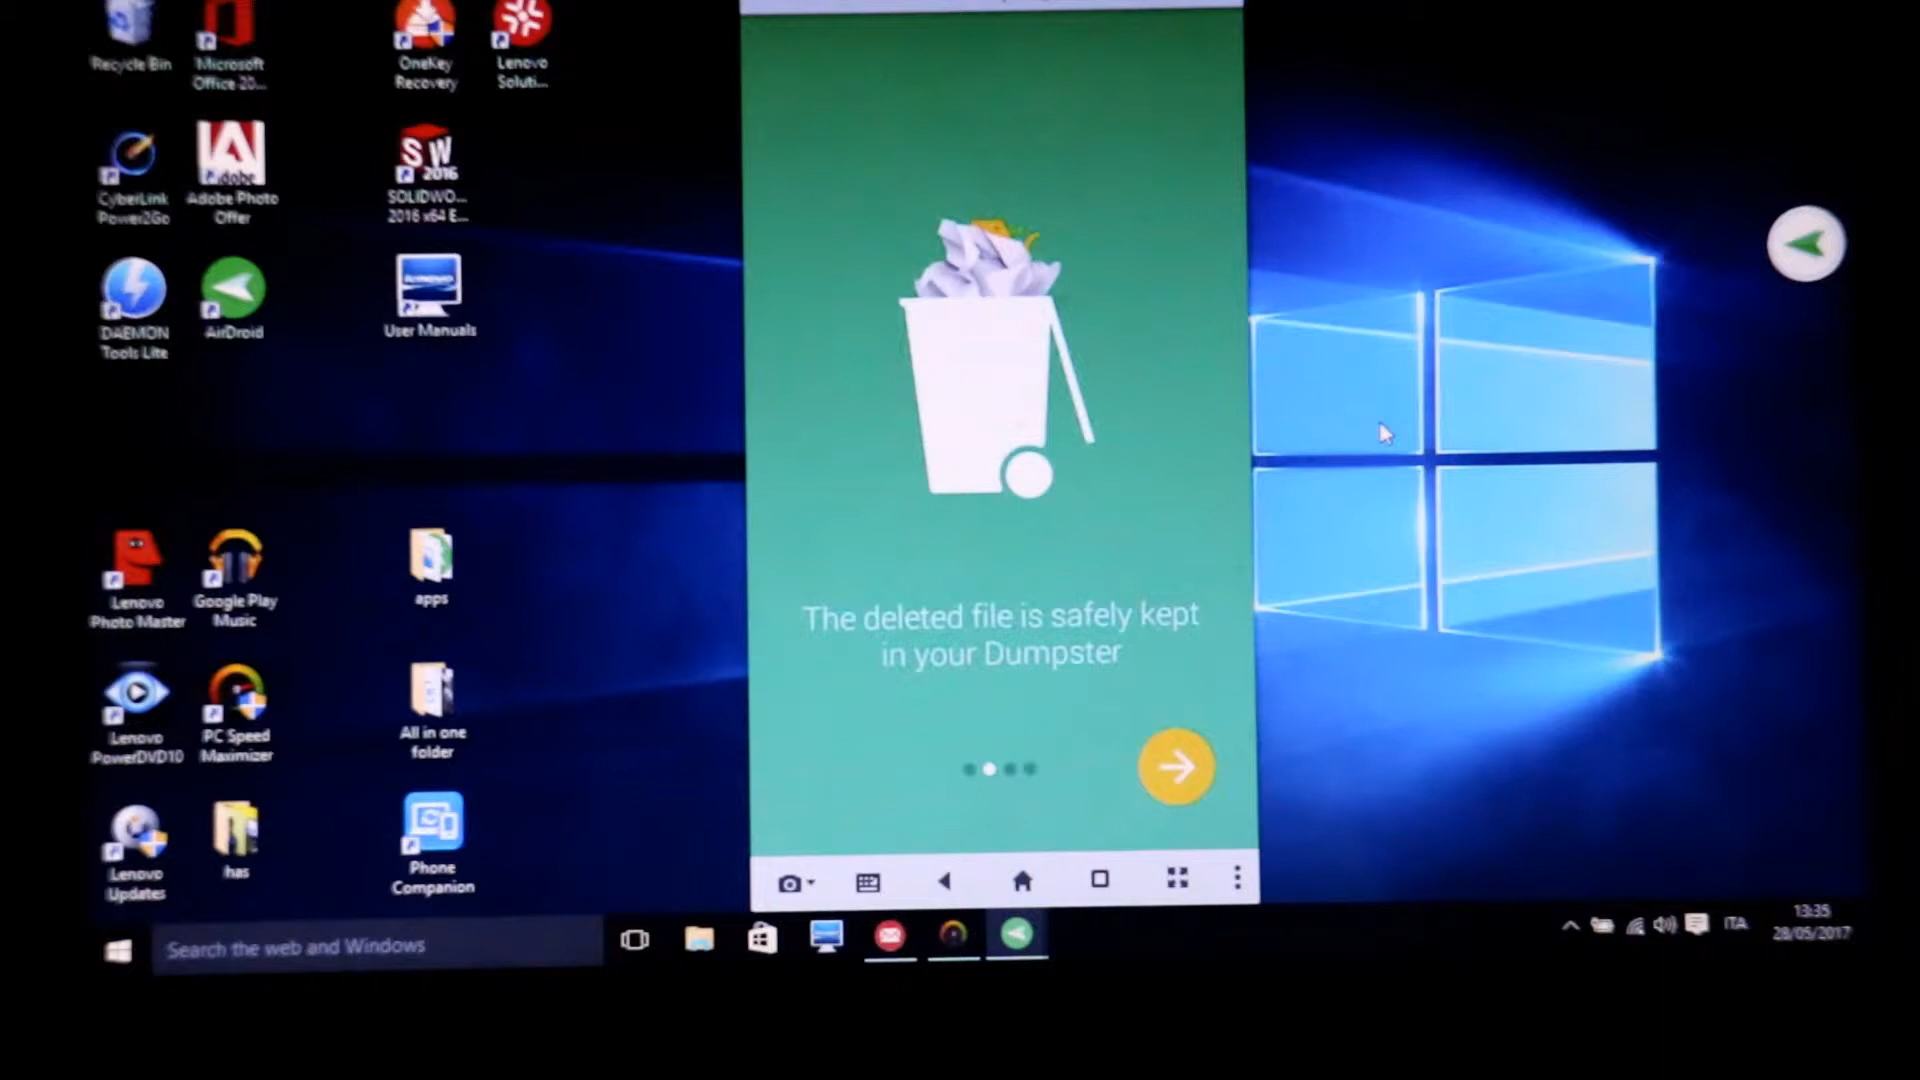 Recycle Bin
Microsoft
Office 20...
OneKey
Recovery
Lenovo
Soluti...
CyberLink
Power2Go
Adobe
Adobe Photo
Offer
SW
2016
SOLIDWO...
2016 x64 E...
DAEMON
Tools Lite
AirDroid
User Manuals
The deleted file is safely kept
in your Dumpster
Lenovo
Photo Master
Google Play
Music
apps
Lenovo
PowerDVD10
PC Speed
Maximizer
All in one
folder
Lenovo
Updates
has
Phone
Companion
Search the web and Windows
ITA
13:35
28/05/2017